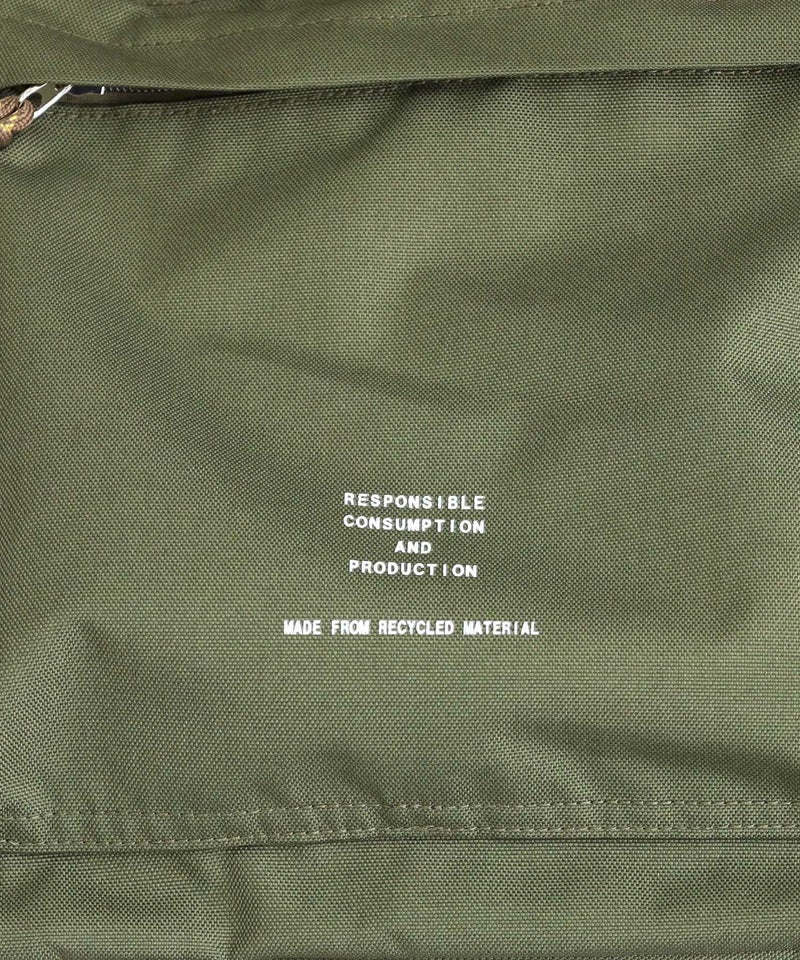 RESPONSIBLE
CONSUMPTION
AND
PRODUCTION
MADE FROM RECYCLED MATERIAL